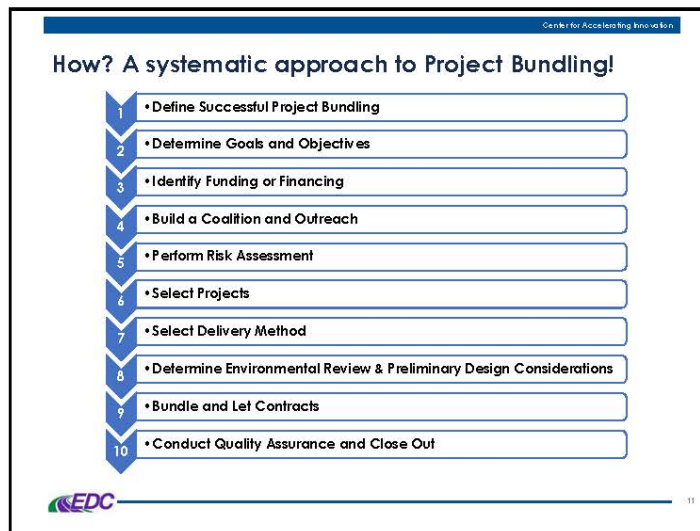 Center for Accelerating Innovation
How? A systematic approach to Project Bundling!
1 • Define Successful Project Bundling
2 • Determine Goals and Objectives
3 • Identify Funding or Financing
4 • Build a Coalition and Outreach
5 • Perform Risk Assessment
6 • Select Projects
7 • Select Delivery Method
8 • Determine Environmental Review & Preliminary Design Considerations
9 • Bundle and Let Contracts
10 • Conduct Quality Assurance and Close Out
EDC
11